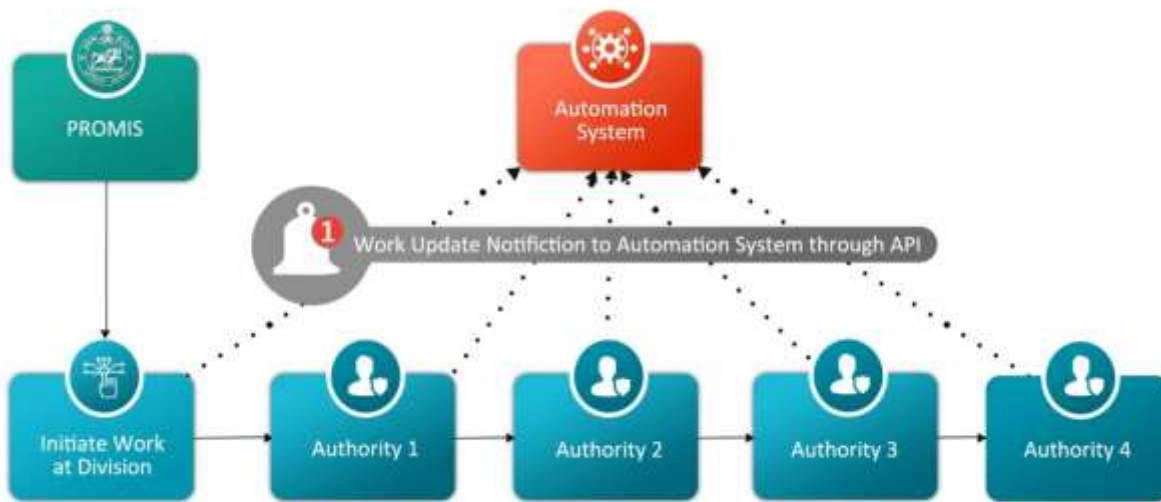 PROMIS
Automation
System
1
Work Update Notifiction to Automation System through API
Initiate Work
at Division
Authority 1
Authority 2
Authority 3
Authority 4